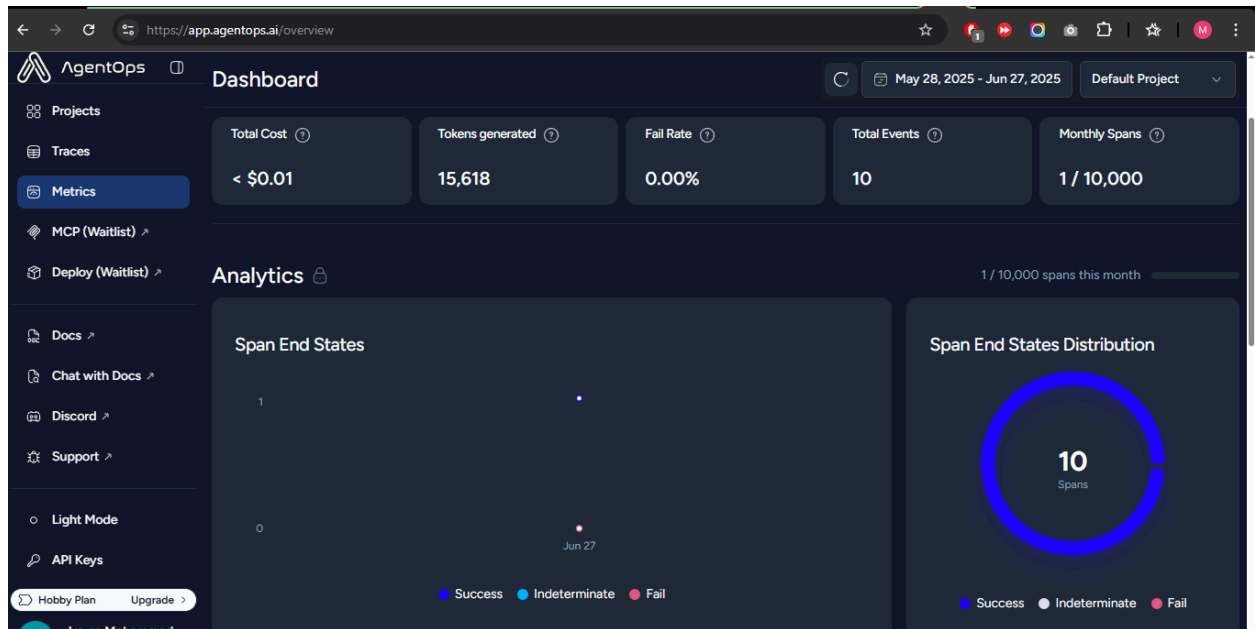 https://app.agentops.ai/overview
1
M
AgentOps
Dashboard
May 28, 2025 - Jun 27, 2025
Default Project
Projects
Traces
Metrics
MCP (Waitlist)
Deploy (Waitlist)
Docs
Chat with Docs
Discord
Support
Light Mode
API Keys
Hobby Plan Upgrade
Total Cost ?
< $0.01
Tokens generated ?
15,618
Fail Rate ?
0.00%
Total Events ?
10
Monthly Spans ?
1 / 10,000
Analytics
1 / 10,000 spans this month
Span End States
1
0
Jun 27
Success Indeterminate Fail
Span End States Distribution
10
Spans
Success Indeterminate Fail